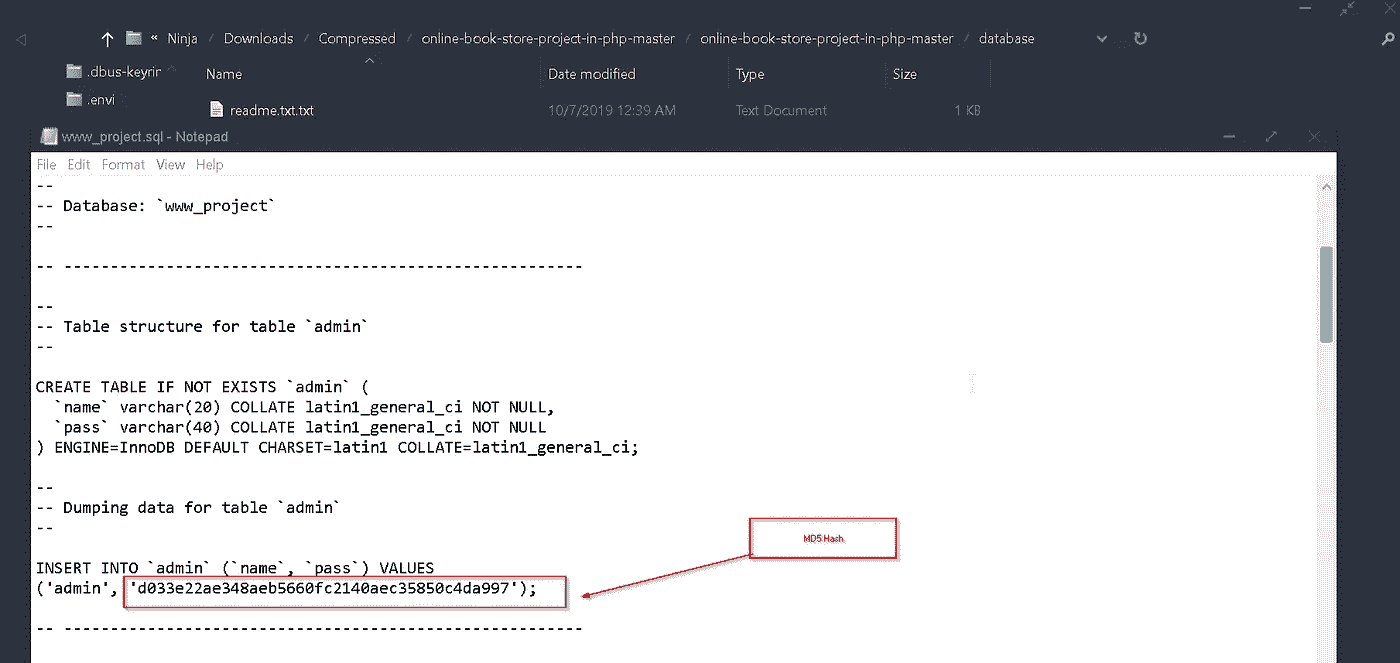 « Ninja / Downloads / Compressed / online-book-store-project-in-php-master / online-book-store-project-in-php-master / database
.dbus-keyrin
Name Date modified Type Size
.envi
readme.txt.txt 10/7/2019 12:39 AM Text Document 1 KB
www_project.sql - Notepad
File Edit Format View Help
--
-- Database: `www_project`
--
-- --------------------------------------------------------
--
-- Table structure for table `admin`
--
CREATE TABLE IF NOT EXISTS `admin` (
`name` varchar(20) COLLATE latin1_general_ci NOT NULL,
`pass` varchar(40) COLLATE latin1_general_ci NOT NULL
) ENGINE=InnoDB DEFAULT CHARSET=latin1 COLLATE=latin1_general_ci;
--
-- Dumping data for table `admin`
--
MD5 Hash
INSERT INTO `admin` (`name`, `pass`) VALUES
('admin', 'd033e22ae348aeb5660fc2140aec35850c4da997');
-- --------------------------------------------------------